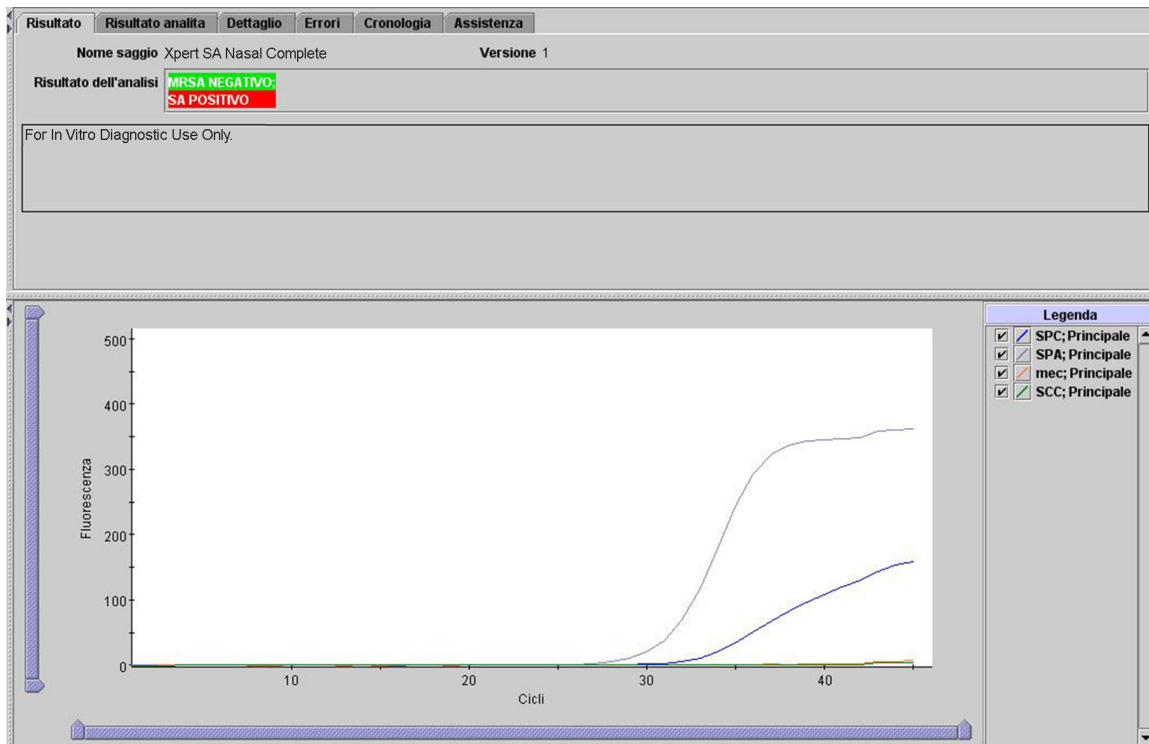 Risultato Risultato analita Dettaglio Errori Cronologia Assistenza
Nome saggio Xpert SA Nasal Complete Versione 1
Risultato dell'analisi MRSA NEGATIVO;
SA POSITIVO
For In Vitro Diagnostic Use Only.
Legenda
SPC; Principale
SPA; Principale
mec; Principale
SCC; Principale
500
400
300
200
100
0
Fluorescenza
10 20 30 40
Cicli